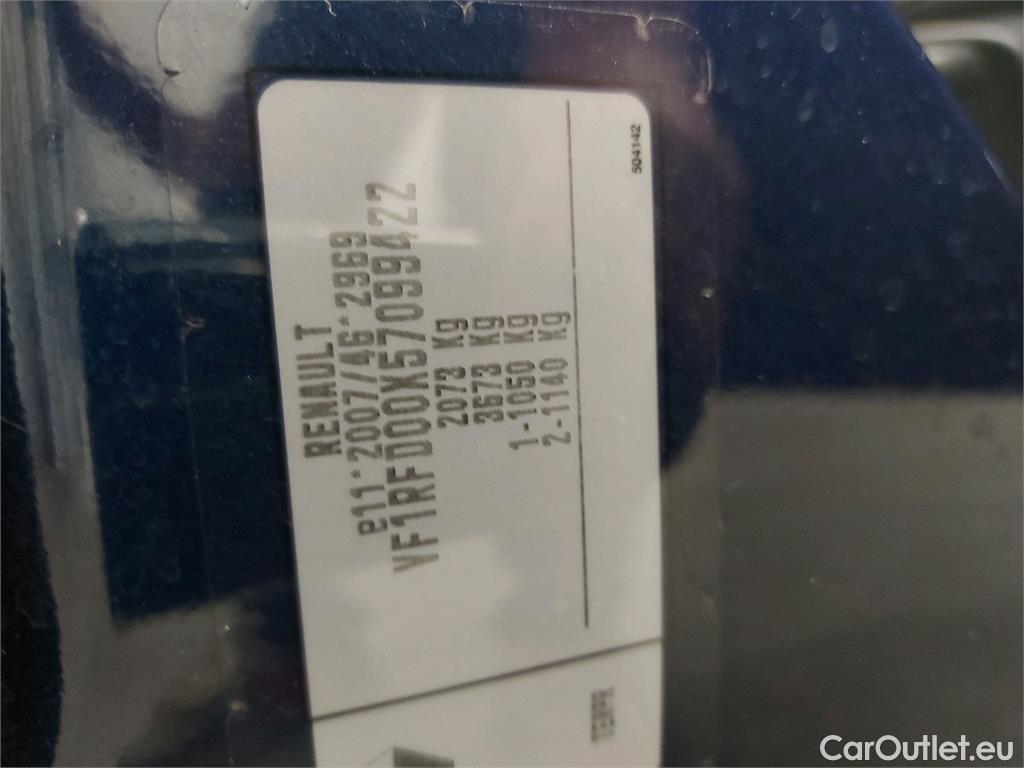 RENAULT
e11*2007/46*2969
VF1RFD00X57099422
2073 Kg
3673 Kg
1-1050 Kg
2-1140 Kg
504142
CarOutlet.eu